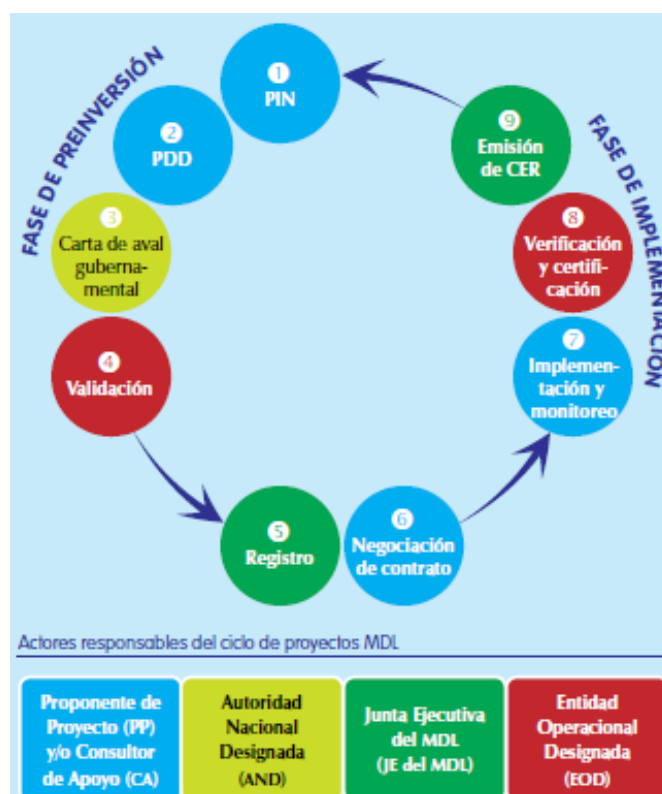 FASE DE PREINVERSIÓN
1
PIN
2
PDD
3
Carta de aval
guberna-
mental
4
Validación
5
Registro
6
Negociación
de contrato
FASE DE IMPLEMENTACIÓN
7
Implemen-
tación y
monitoreo
8
Verificación
y certifi-
cación
9
Emisión
de CER
Actores responsables del ciclo de proyectos MDL
Proponente de
Proyecto (PP)
y/o Consultor
de Apoyo (CA)
Autoridad
Nacional
Designada
(AND)
Junta Ejecutiva
del MDL
(JE del MDL)
Entidad
Operacional
Designada
(EOD)